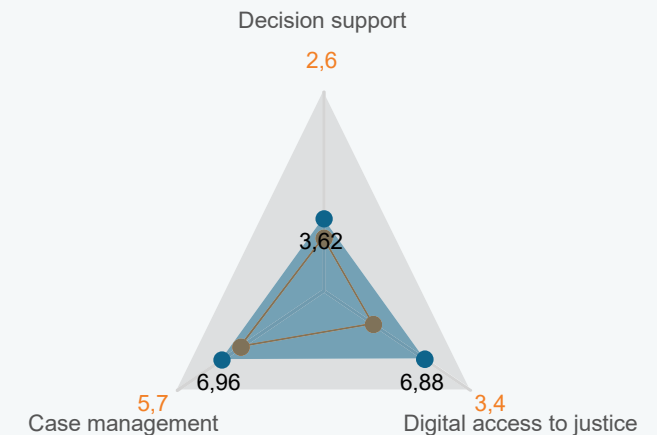 Decision support
2,6
3,62
6,96
6,88
5,7
3,4
Case management
Digital access to justice